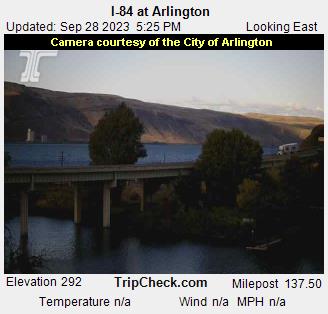 I-84 at Arlington
Updated: Sep 28 2023 5:25 PM Looking East
Camera courtesy of the City of Arlington
Elevation 292 TripCheck.com Milepost 137.50
Temperature n/a Wind n/a MPH n/a